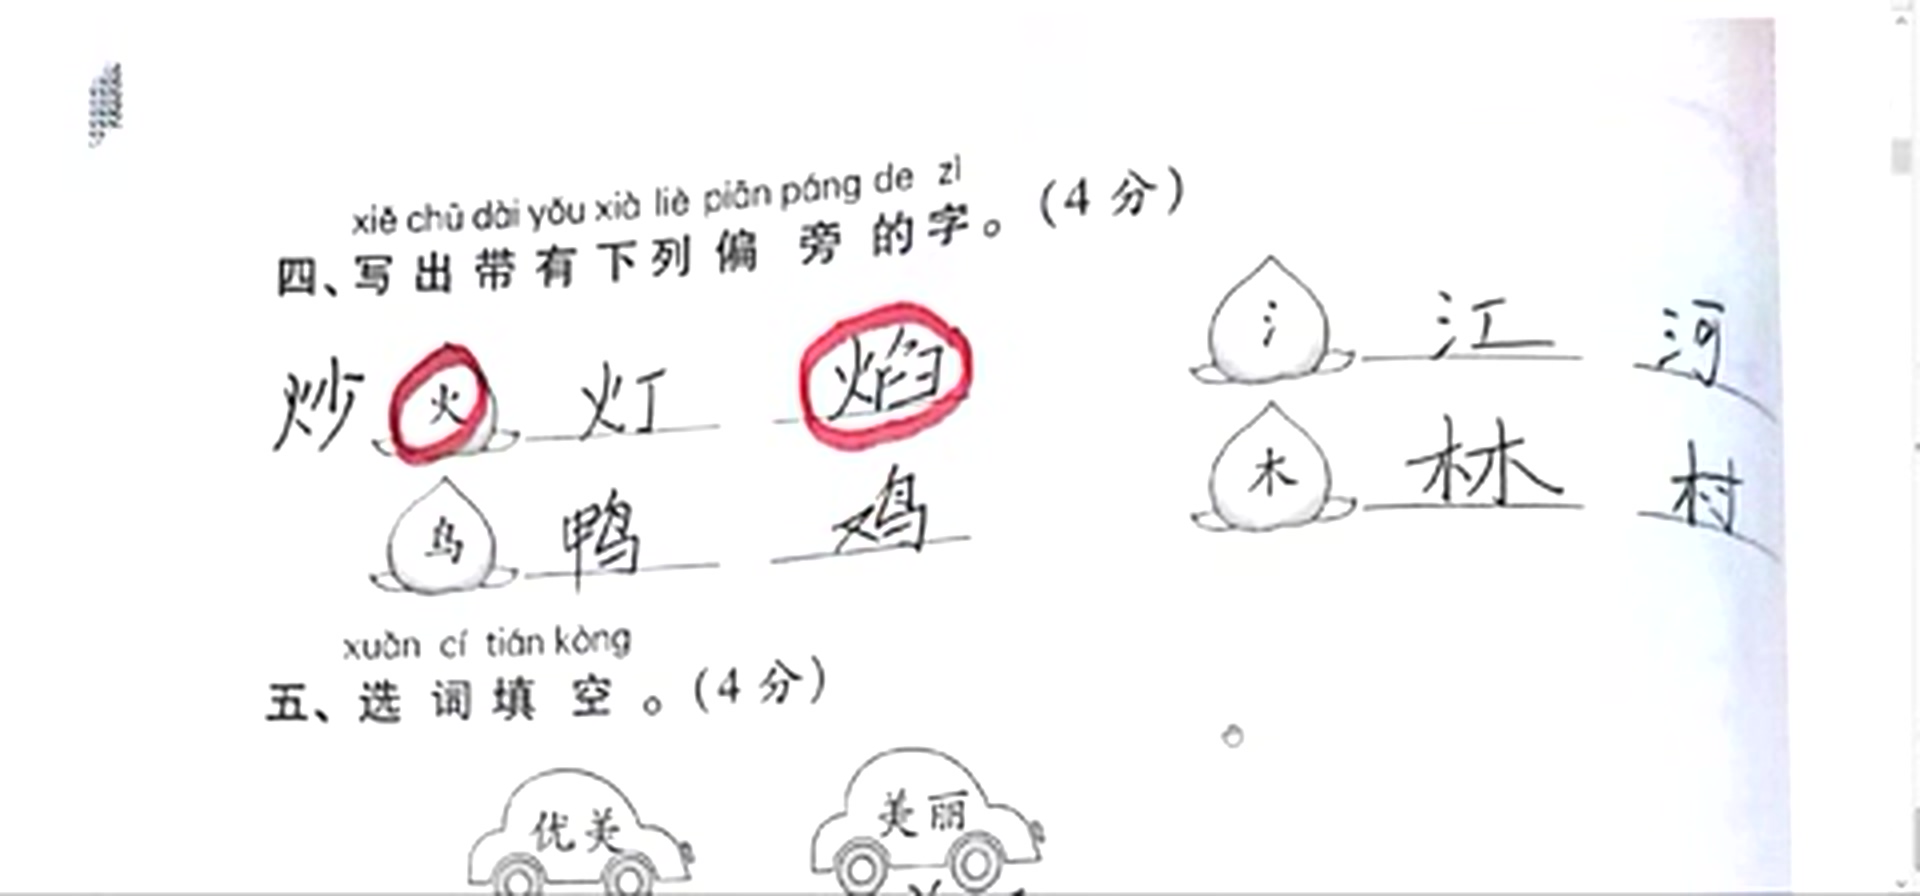 xiě chū dài yǒu xià liè piān páng de zì
四、写出带有下列偏旁的字。(4分)
炒 火 灯 焰 氵 江 河
鸟 鸭 鸡 木 林 村
xuǎn cí tián kòng
五、选词填空。(4分)
优美 美丽